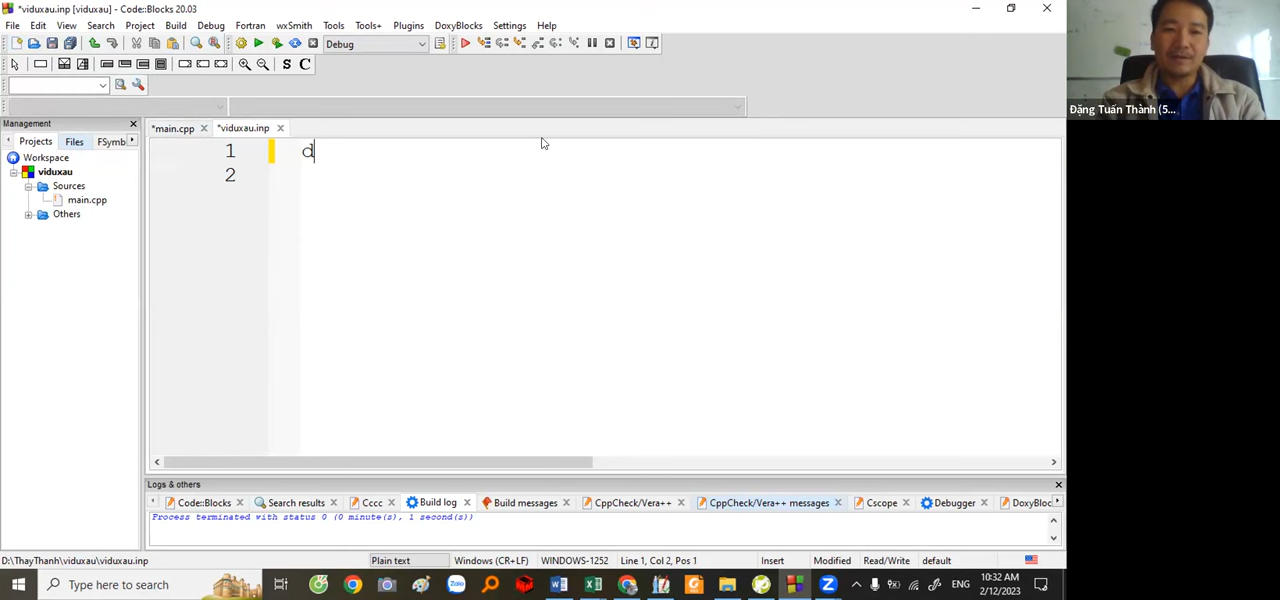 *viduxau.inp [viduxau] - Code::Blocks 20.03
File Edit View Search Project Build Debug Fortran wxSmith Tools Tools+ Plugins DoxyBlocks Settings Help
Debug
S C
Management
Projects Files FSymb
Workspace
viduxau
Sources
main.cpp
Others
*main.cpp *viduxau.inp
1 d
2
Logs & others
Code::Blocks Search results Cccc Build log Build messages CppCheck/Vera++ CppCheck/Vera++ messages Cscope Debugger DoxyBloc
Process terminated with status 0 (0 minute(s), 1 second(s))
D:\ThayThanh\viduxau\viduxau.inp Plain text Windows (CR+LF) WINDOWS-1252 Line 1, Col 2, Pos 1 Insert Modified Read/Write default
Type here to search Zalo ENG 10:32 AM
2/12/2023
Đặng Tuấn Thành (5...